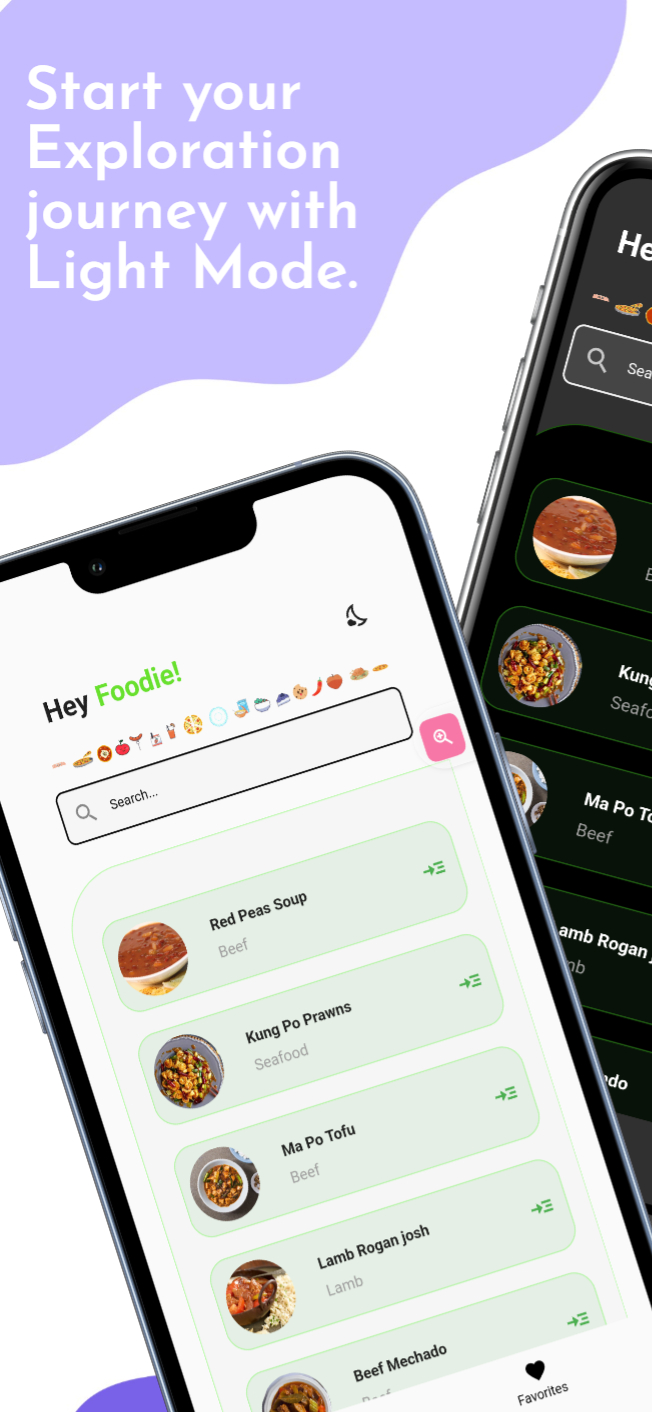 Start your
Exploration
journey with
Light Mode.
Hey Foodie!
Search...
Red Peas Soup
Beef
Kung Po Prawns
Seafood
Ma Po Tofu
Beef
Lamb Rogan josh
Lamb
Beef Mechado
Beef
Favorites
He
Sea
B
Kung
Seafo
Ma Po To
Beef
amb Rogan j
mb
ado